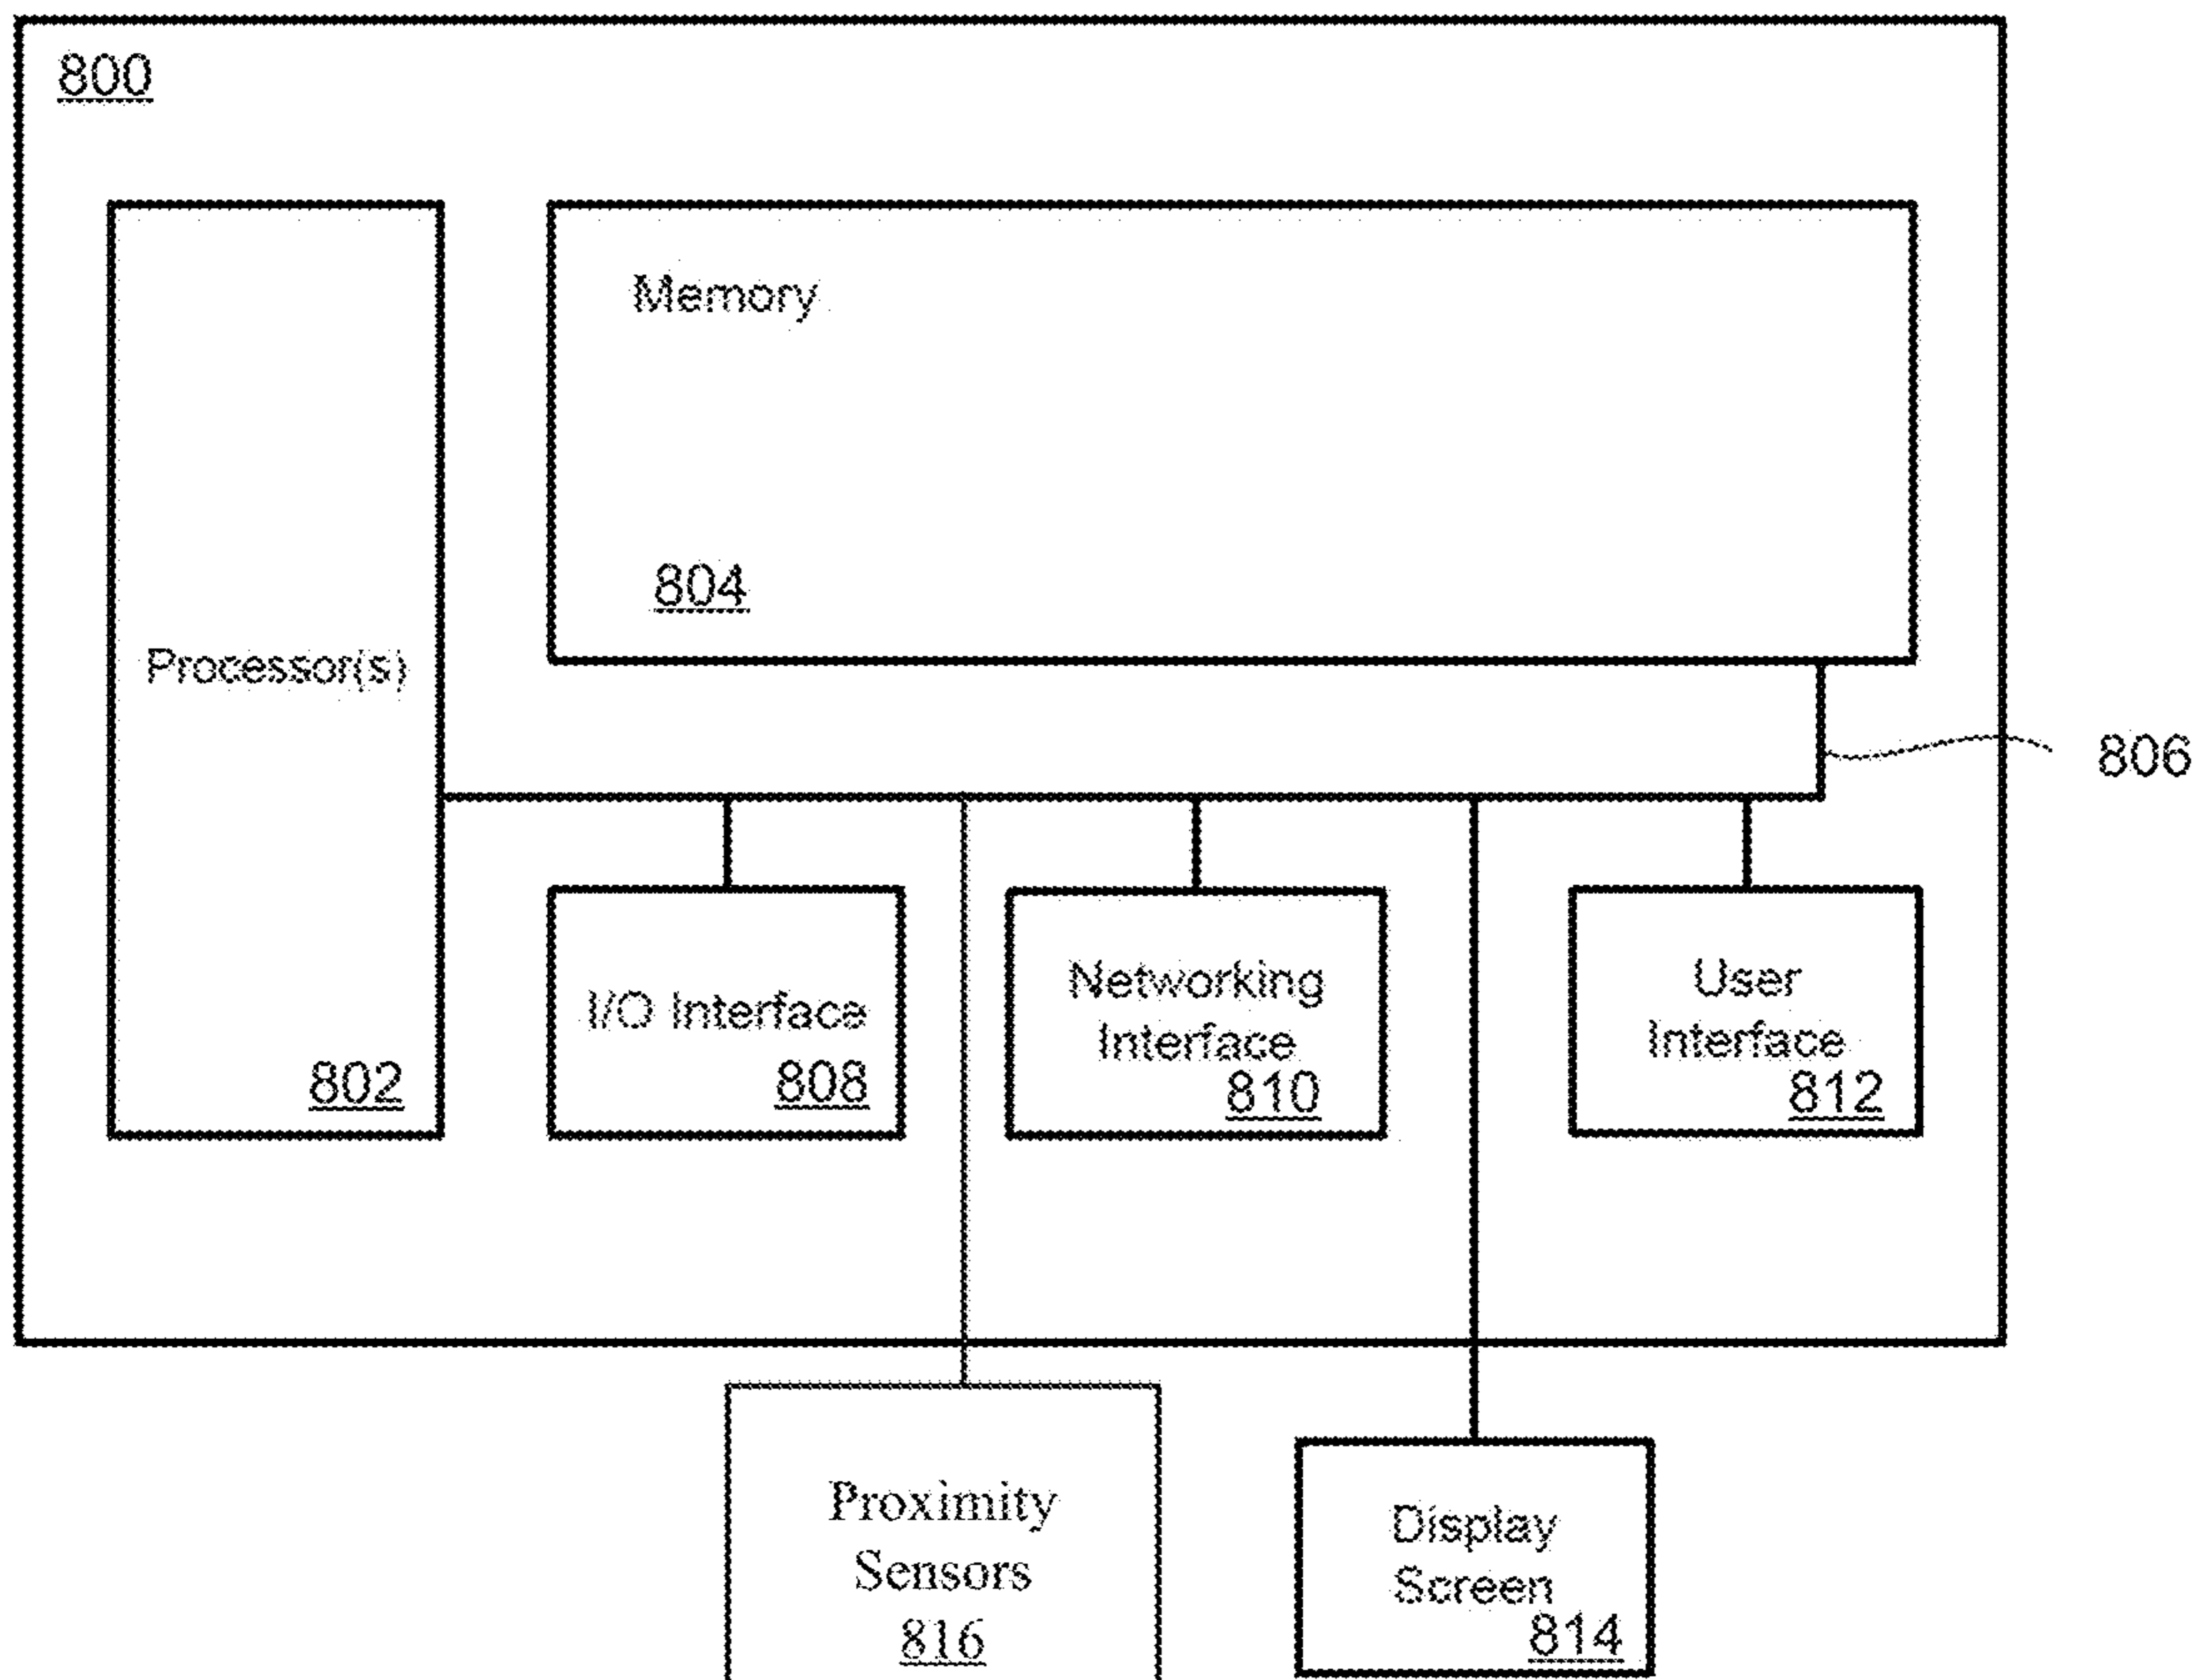 800
Memory
804
Processor(s)
802
806
I/O Interface
808
Networking
Interface
810
User
Interface
812
Proximity
Sensors
816
Display
Screen
814